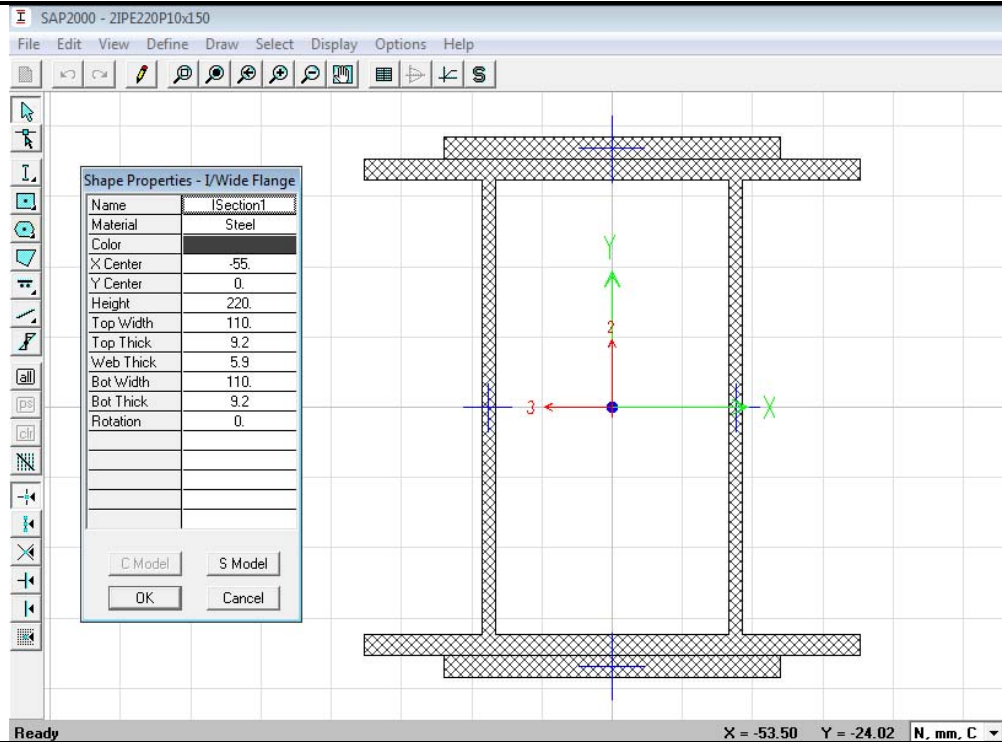 SAP2000 - 2IPE220P10x150
File Edit View Define Draw Select Display Options Help
S
I
all
ps
clr
Shape Properties - I/Wide Flange
Name ISection1
Material Steel
Color
X Center -55.
Y Center 0.
Height 220.
Top Width 110.
Top Thick 9.2
Web Thick 5.9
Bot Width 110.
Bot Thick 9.2
Rotation 0.
C Model S Model
OK Cancel
Y
2
3 X
Ready X = -53.50 Y = -24.02 N, mm, C